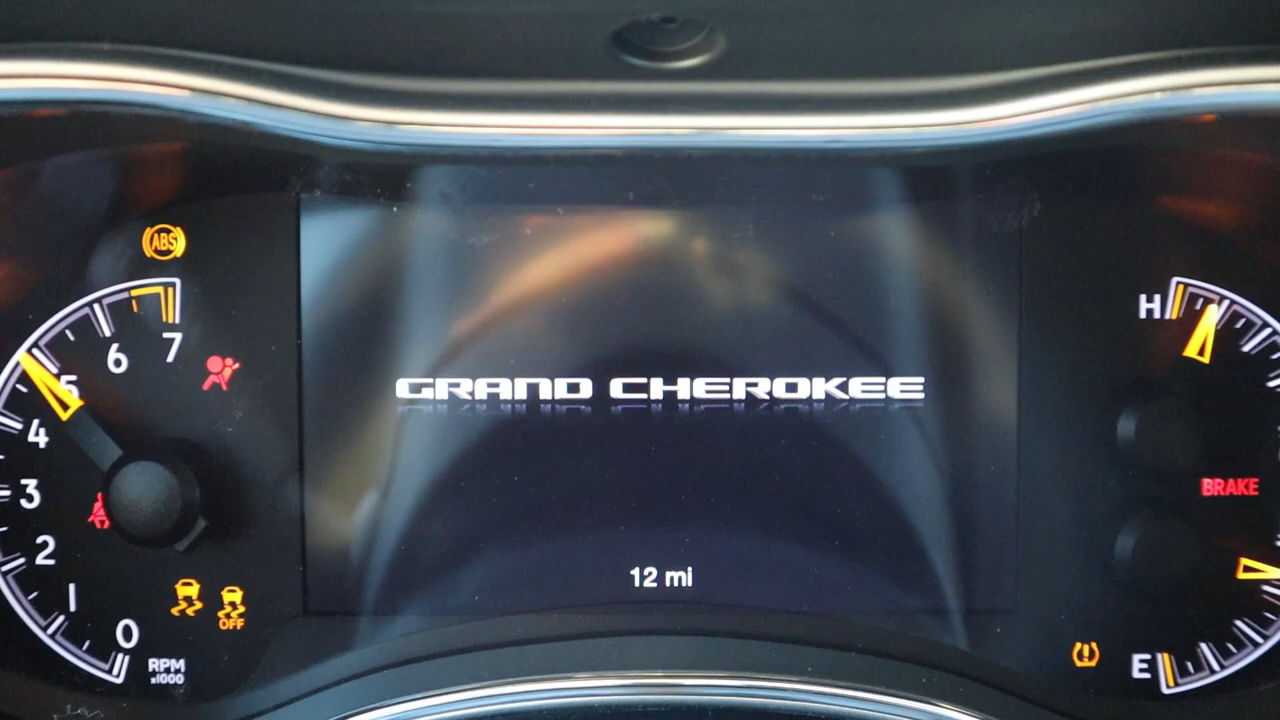 ABS
H
7
6
5
4
GRAND CHEROKEE
BRAKE
3
2
12 mi
1
0
OFF
RPM
x1000
E